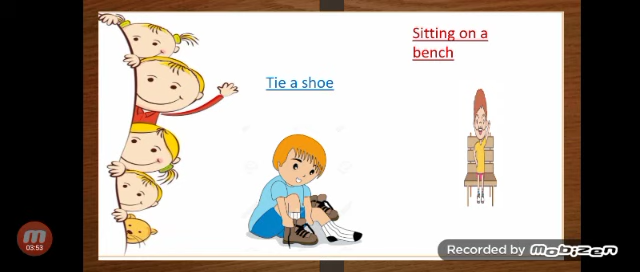 Sitting on a
bench
Tie a shoe
M
03:53
Recorded by Mobizen